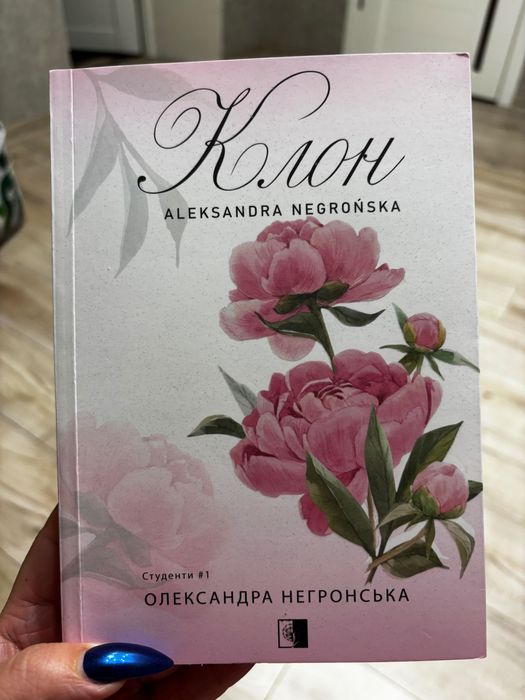 Клон
ALEKSANDRA NEGROŃSKA
Студенти #1
ОЛЕКСАНДРА НЕГРОНСЬКА